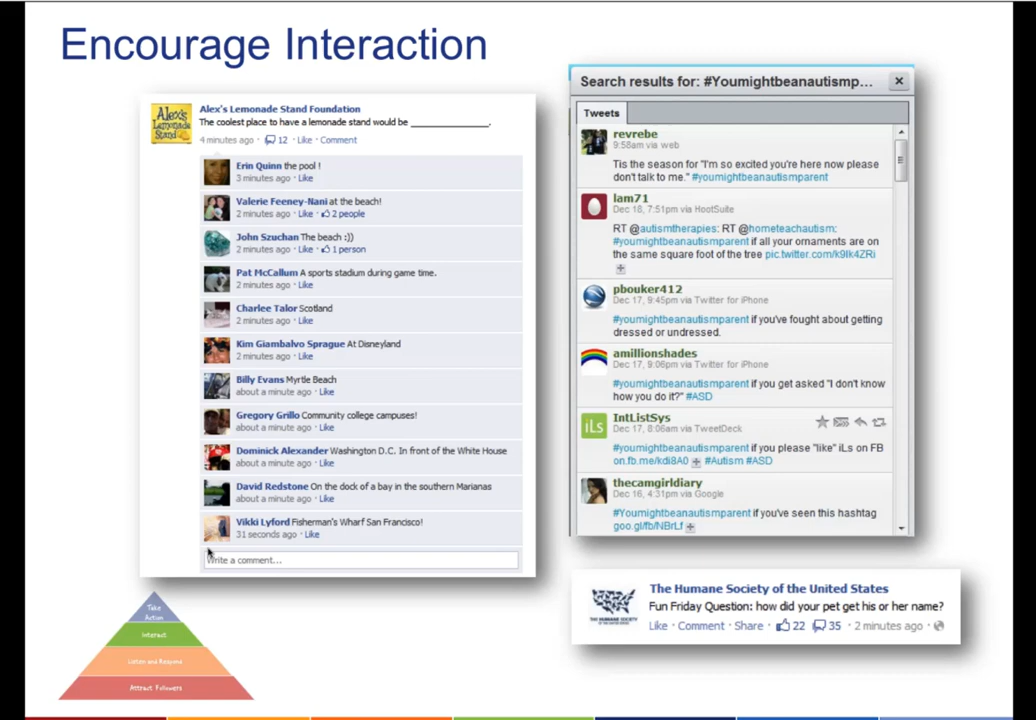 Encourage Interaction
Alex's Lemonade Stand Foundation
The coolest place to have a lemonade stand would be ______________.
4 minutes ago · 12 · Like · Comment
Alex's
Lemonade
Stand
Erin Quinn the pool !
3 minutes ago · Like
Valerie Feeney-Nani at the beach!
2 minutes ago · Like · 2 people
John Szuchan The beach :))
2 minutes ago · Like · 1 person
Pat McCallum A sports stadium during game time.
2 minutes ago · Like
Charlee Talor Scotland
2 minutes ago · Like
Kim Giambalvo Sprague At Disneyland
2 minutes ago · Like
Billy Evans Myrtle Beach
about a minute ago · Like
Gregory Grillo Community college campuses!
about a minute ago · Like
Dominick Alexander Washington D.C. In front of the White House
about a minute ago · Like
David Redstone On the dock of a bay in the southern Marianas
about a minute ago · Like
Vikki Lyford Fisherman's Wharf San Francisco!
31 seconds ago · Like
Write a comment...
Search results for: #Youmightbeanautismp...
Tweets
revrebe
9:58am via web
Tis the season for "I'm so excited you're here now please
don't talk to me." #youmightbeanautismparent
lam71
Dec 18, 7:51pm via HootSuite
RT @autismtherapies: RT @hometeachautism:
#youmightbeanautismparent if all your ornaments are on
the same square foot of the tree pic.twitter.com/k9lk4ZRi
pbouker412
Dec 17, 9:45pm via Twitter for iPhone
#youmightbeanautismparent if you've fought about getting
dressed or undressed.
amillionshades
Dec 17, 9:06pm via Twitter for iPhone
#youmightbeanautismparent if you get asked "I don't know
how you do it?" #ASD
iLs
IntListSys
Dec 17, 8:06am via TweetDeck
#youmightbeanautismparent if you please "like" iLs on FB
on.fb.me/kdi8A0 #Autism #ASD
thecamgirldiary
Dec 16, 4:31pm via Google
#Youmightbeanautismparent if you've seen this hashtag
goo.gl/fb/NBrLf
The Humane Society of the United States
Fun Friday Question: how did your pet get his or her name?
Like · Comment · Share · 22 35 · 2 minutes ago ·
THE HUMANE SOCIETY
Take
Action
Interact
Listen and Respond
Attract Followers